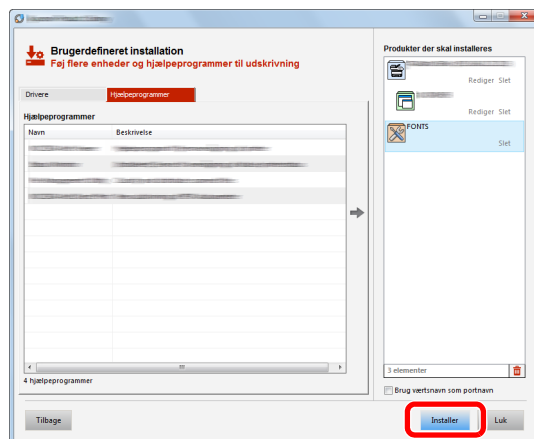 Brugerdefineret installation
Føj flere enheder og hjælpeprogrammer til udskrivning
Drivere
Hjælpeprogrammer
Hjælpeprogrammer
Navn
Beskrivelse
4 hjælpeprogrammer
Produkter der skal installeres
Rediger Slet
Rediger Slet
FONTS
Slet
3 elementer
Brug værtsnavn som portnavn
Tilbage
Installer
Luk